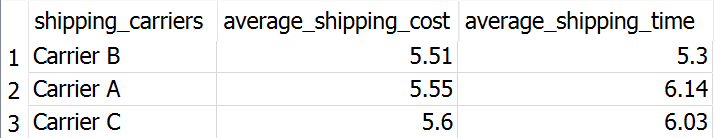 shipping_carriers average_shipping_cost average_shipping_time
1 Carrier B 5.51 5.3
2 Carrier A 5.55 6.14
3 Carrier C 5.6 6.03